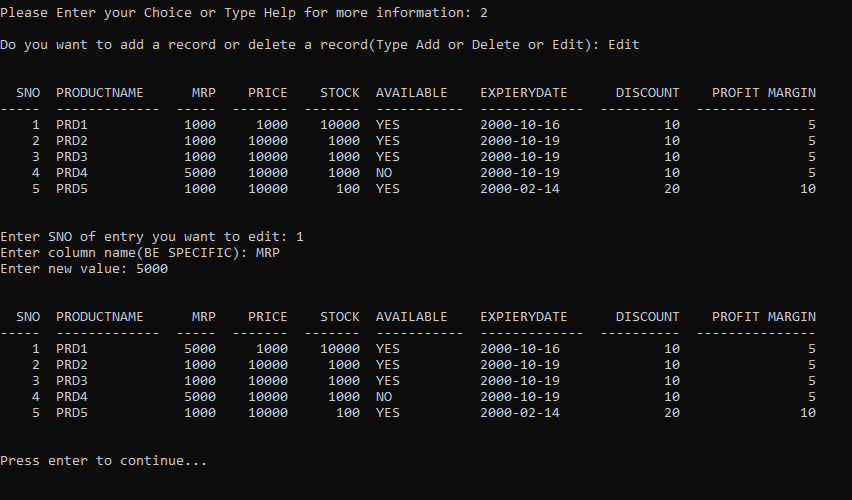 Please Enter your Choice or Type Help for more information: 2
Do you want to add a record or delete a record(Type Add or Delete or Edit): Edit
SNO PRODUCTNAME MRP PRICE STOCK AVAILABLE EXPIERYDATE DISCOUNT PROFIT MARGIN
----- ------------- ------- ------- ------- ----------- ------------- ---------- ---------------
1 PRD1 1000 1000 10000 YES 2000-10-16 10 5
2 PRD2 1000 10000 1000 YES 2000-10-19 10 5
3 PRD3 1000 10000 1000 YES 2000-10-19 10 5
4 PRD4 5000 10000 1000 NO 2000-10-19 10 5
5 PRD5 1000 10000 100 YES 2000-02-14 20 10
Enter SNO of entry you want to edit: 1
Enter column name(BE SPECIFIC): MRP
Enter new value: 5000
SNO PRODUCTNAME MRP PRICE STOCK AVAILABLE EXPIERYDATE DISCOUNT PROFIT MARGIN
----- ------------- ------- ------- ------- ----------- ------------- ---------- ---------------
1 PRD1 5000 1000 10000 YES 2000-10-16 10 5
2 PRD2 1000 10000 1000 YES 2000-10-19 10 5
3 PRD3 1000 10000 1000 YES 2000-10-19 10 5
4 PRD4 5000 10000 1000 NO 2000-10-19 10 5
5 PRD5 1000 10000 100 YES 2000-02-14 20 10
Press enter to continue...